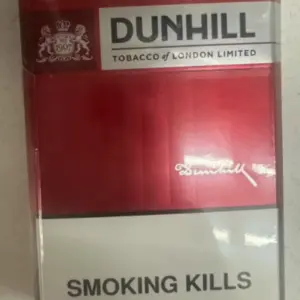 DUNHILL
TOBACCO of LONDON LIMITED
Dunhill
SMOKING KILLS